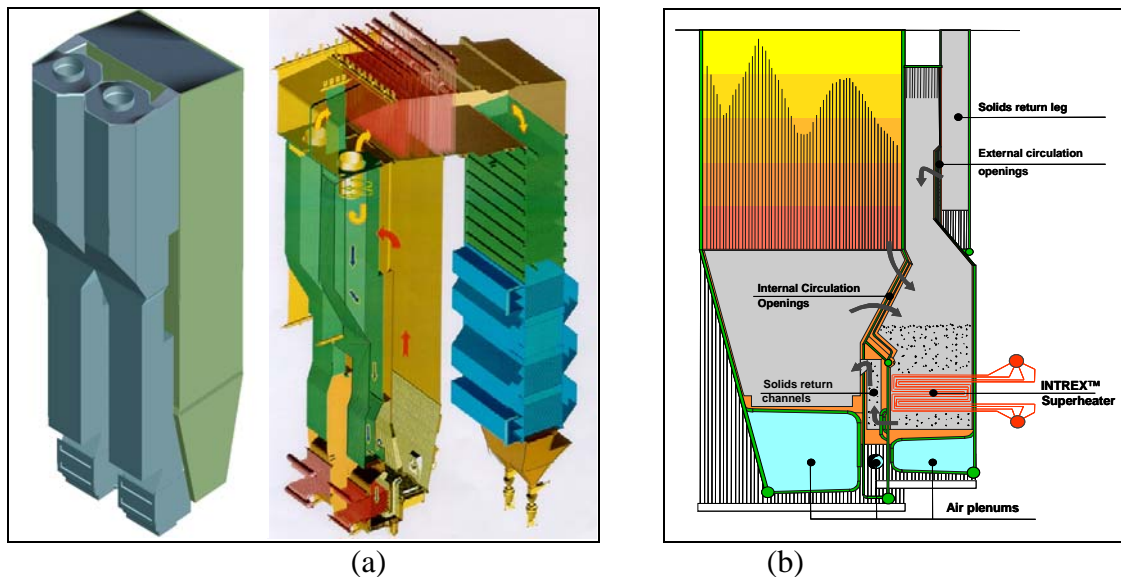 Solids return leg
External circulation
openings
Internal Circulation
Openings
Solids return
channels
INTREX™
Superheater
Air plenums
(a)
(b)